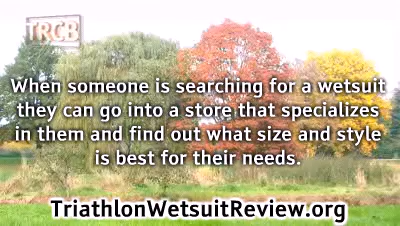 TRCB
When someone is searching for a wetsuit
they can go into a store that specializes
in them and find out what size and style
is best for their needs.
TriathlonWetsuitReview.org